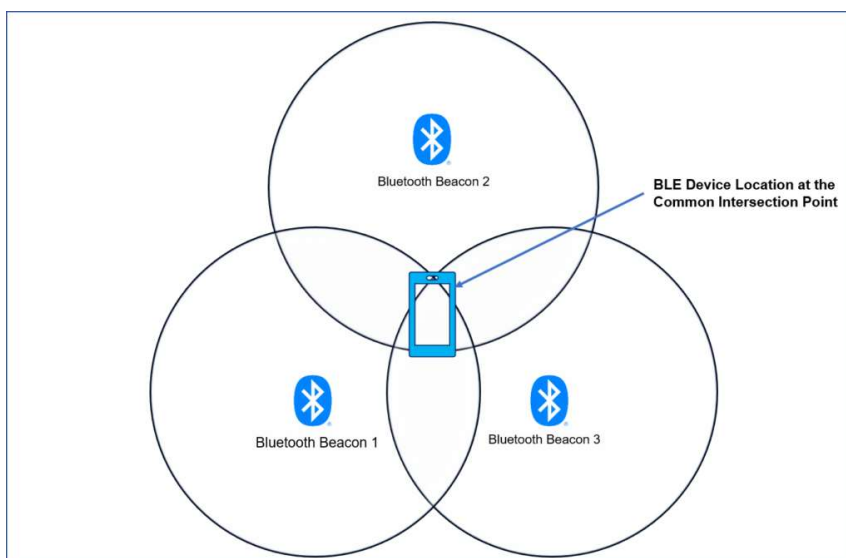 Bluetooth Beacon 2
BLE Device Location at the
Common Intersection Point
Bluetooth Beacon 1
Bluetooth Beacon 3